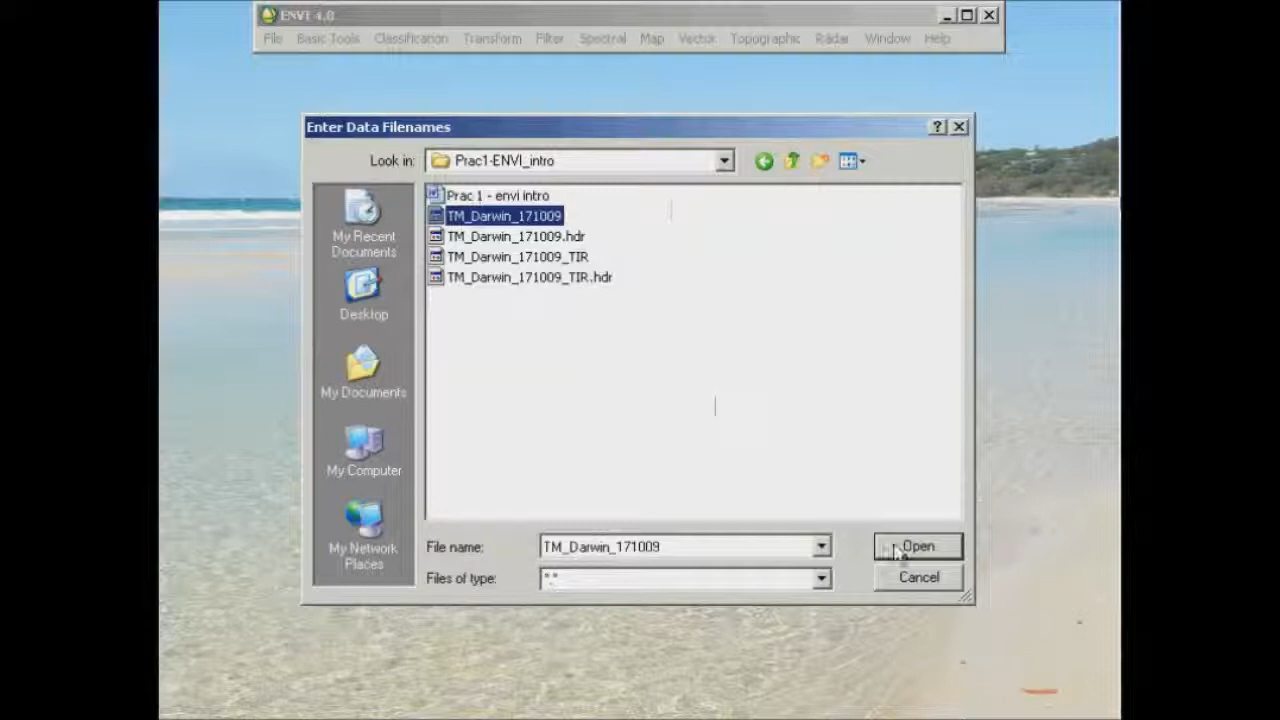 ENVI 4.8
File Basic Tools Classification Transform Filter Spectral Map Vector Topographic Radar Window Help
Enter Data Filenames
Look in: Prac1-ENVI_intro
My Recent Documents
Desktop
My Documents
My Computer
My Network Places
Prac 1 - envi intro
TM_Darwin_171009
TM_Darwin_171009.hdr
TM_Darwin_171009_TIR
TM_Darwin_171009_TIR.hdr
File name: TM_Darwin_171009 Open
Files of type: *.* Cancel